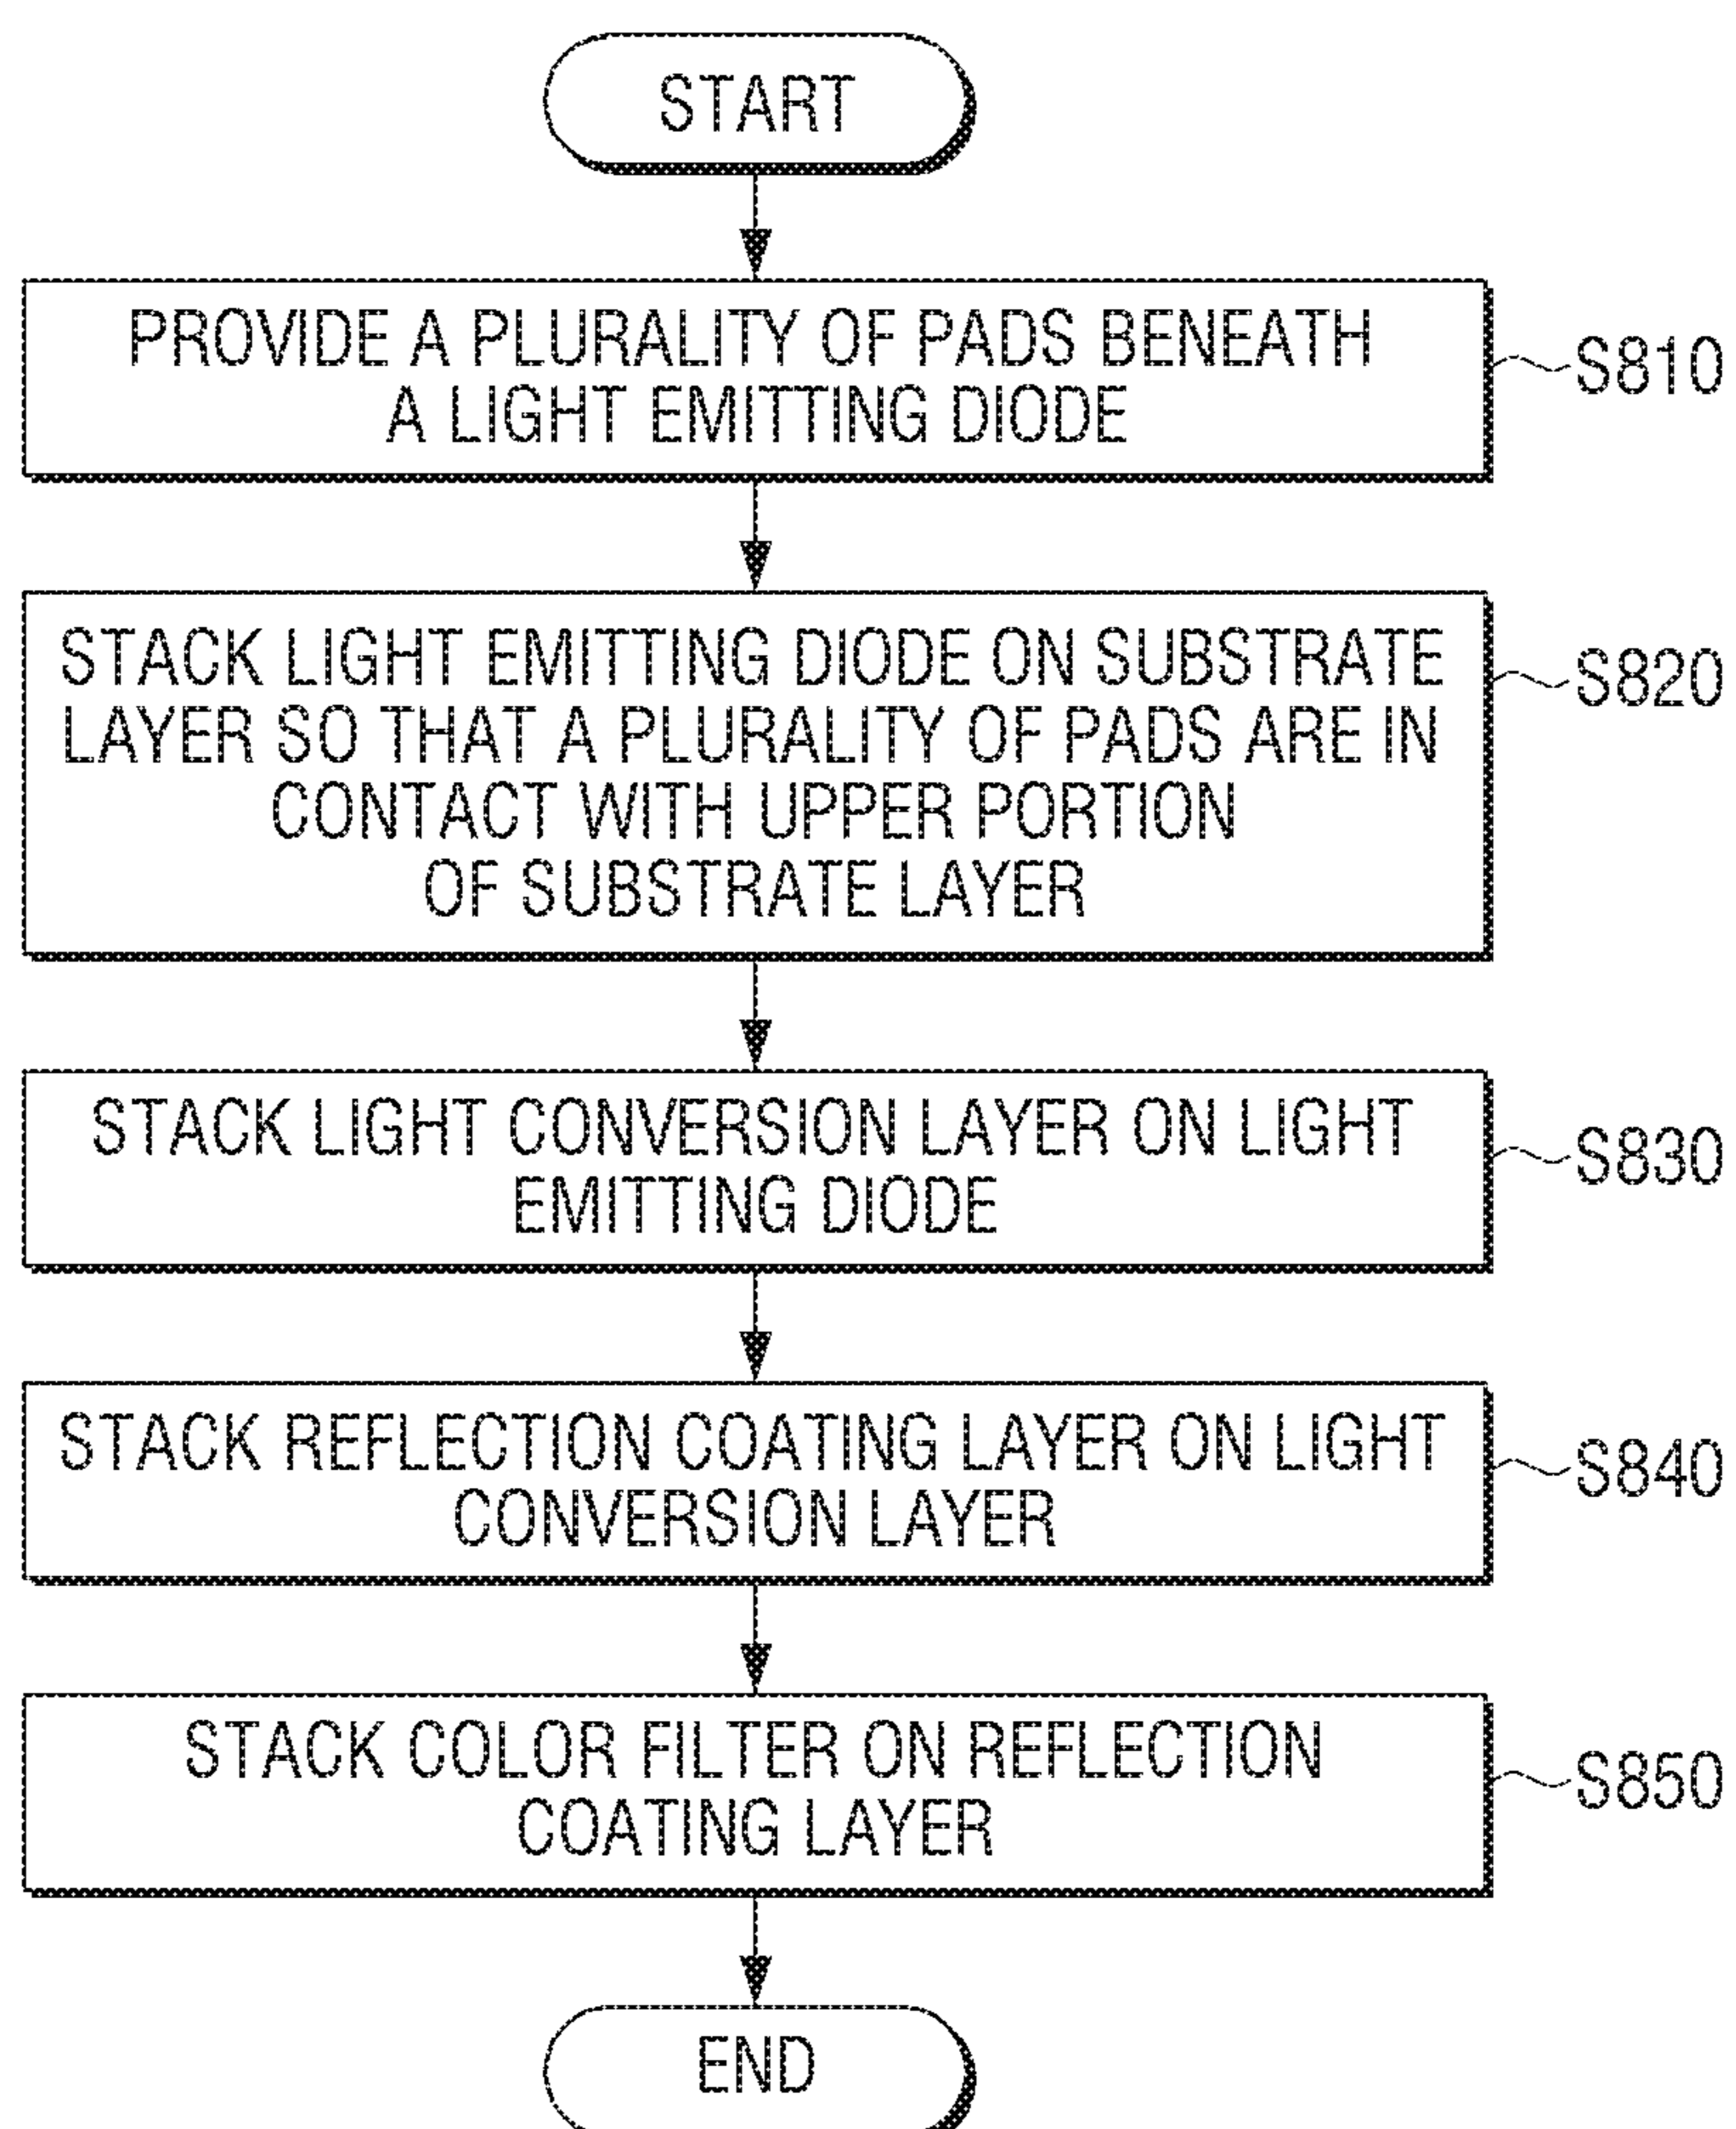 START
PROVIDE A PLURALITY OF PADS BENEATH
A LIGHT EMITTING DIODE
S810
STACK LIGHT EMITTING DIODE ON SUBSTRATE
LAYER SO THAT A PLURALITY OF PADS ARE IN
CONTACT WITH UPPER PORTION
OF SUBSTRATE LAYER
S820
STACK LIGHT CONVERSION LAYER ON LIGHT
EMITTING DIODE
S830
STACK REFLECTION COATING LAYER ON LIGHT
CONVERSION LAYER
S840
STACK COLOR FILTER ON REFLECTION
COATING LAYER
S850
END